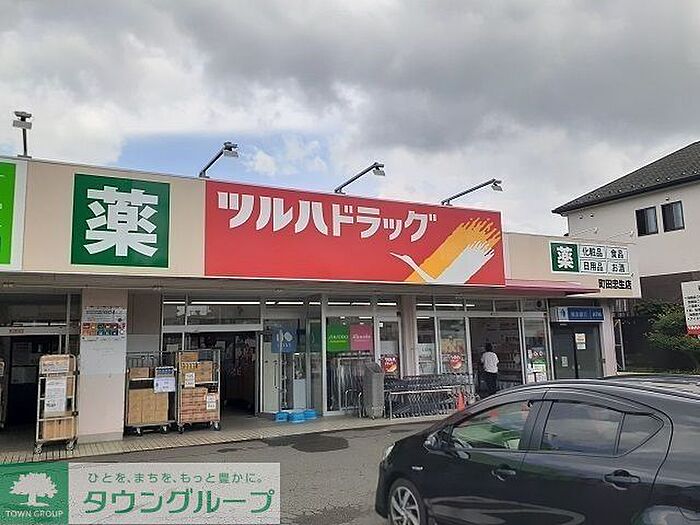 薬
ツルハドラッグ
薬
化粧品
食品
日用品
お酒
町田忠生店
SHISEIDO
ひとを、まちを、もっと豊かに
タウングループ
TOWN GROUP